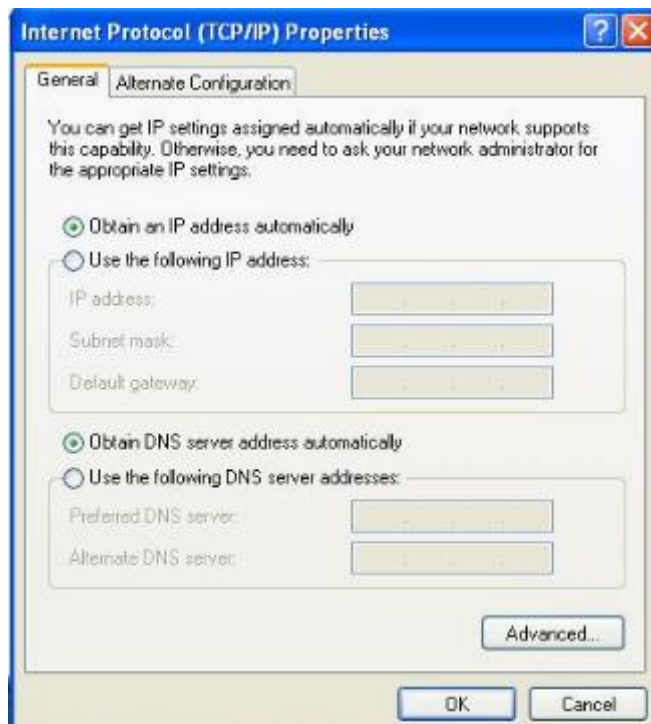 Internet Protocol (TCP/IP) Properties
General Alternate Configuration
You can get IP settings assigned automatically if your network supports
this capability. Otherwise, you need to ask your network administrator for
the appropriate IP settings.
Obtain an IP address automatically
Use the following IP address:
IP address:
Subnet mask:
Default gateway:
Obtain DNS server address automatically
Use the following DNS server addresses:
Preferred DNS server:
Alternate DNS server:
Advanced...
OK Cancel